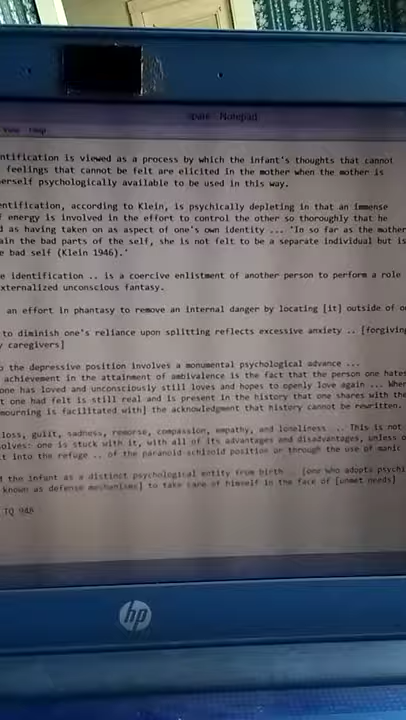 Notepad
View Help
ntification is viewed as a process by which the infant's thoughts that cannot
feelings that cannot be felt are elicited in the mother when the mother is
erself psychologically available to be used in this way.
entification, according to Klein, is psychically depleting in that an immense
f energy is involved in the effort to control the other so thoroughly that he
d as having taken on as aspect of one's own identity ... 'In so far as the mother
ain the bad parts of the self, she is not felt to be a separate individual but is
e bad self (Klein 1946).'
e identification .. is a coercive enlistment of another person to perform a role
xternalized unconscious fantasy.
an effort in phantasy to remove an internal danger by locating [it] outside of o
to diminish one's reliance upon splitting reflects excessive anxiety .. [forgiving
y caregivers]
o the depressive position involves a monumental psychological advance ...
achievement in the attainment of ambivalence is the fact that the person one hates
one has loved and unconsciously still loves and hopes to openly love again ... When
t one had felt is still real and is present in the history that one shares with the
mourning is facilitated with] the acknowledgment that history cannot be rewritten.
loss, guilt, sadness, remorse, compassion, empathy, and loneliness .. This is not
olves: one is stuck with it, with all of its advantages and disadvantages, unless o
t into the refuge .. of the paranoid-schizoid position or through the use of manic
d the infant as a distinct psychological entity from birth .. [one who adopts psychi
known as defense mechanisms] to take care of himself in the face of [unmet needs]
TQ 948
hp